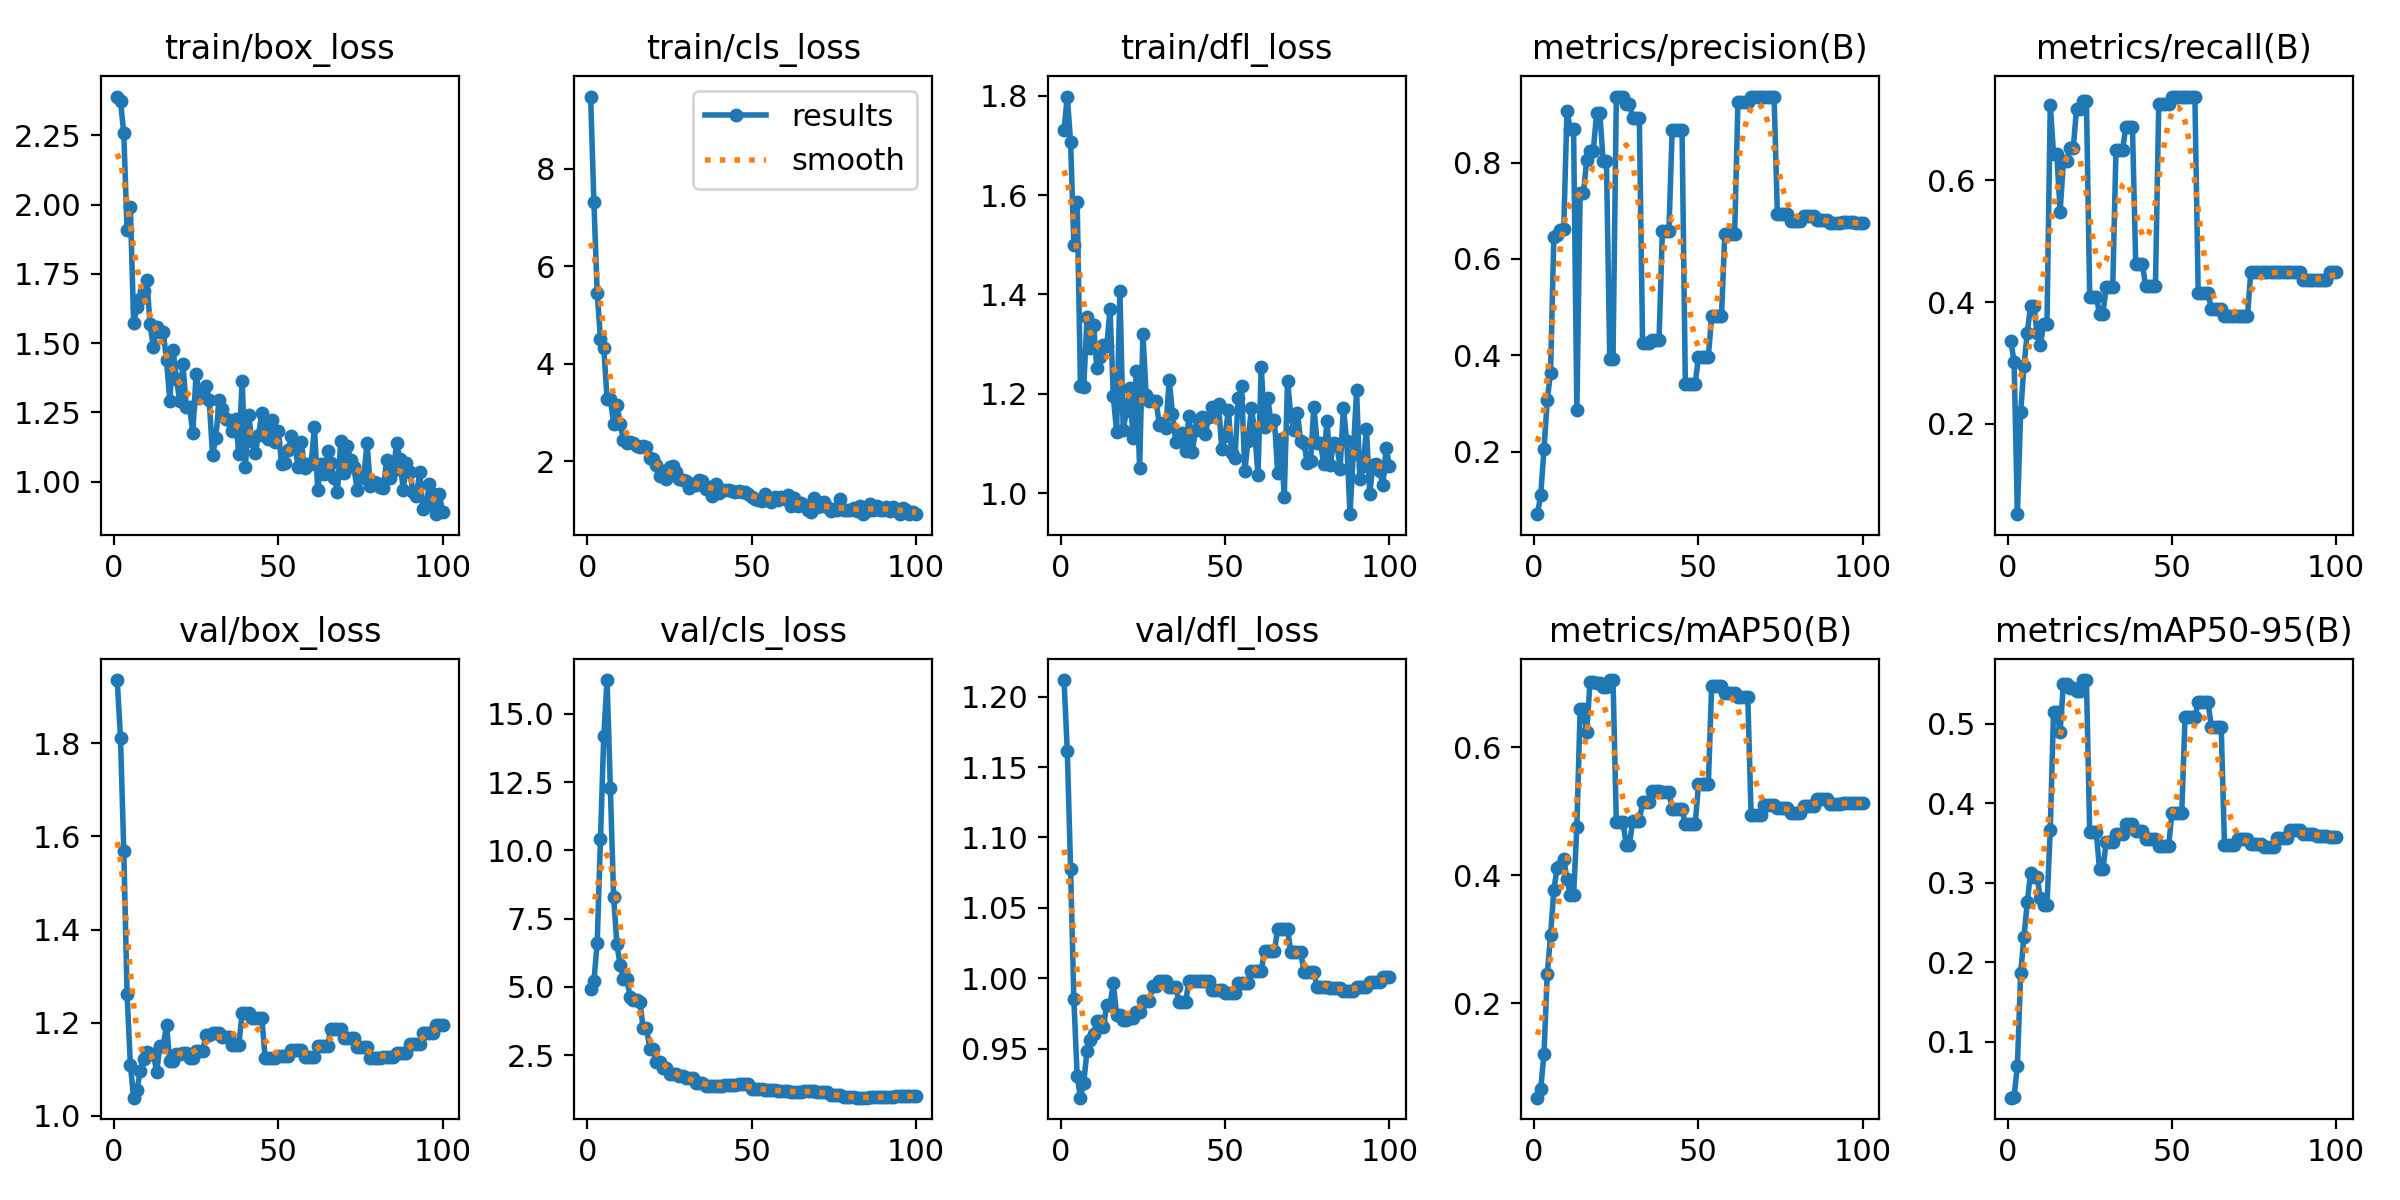 train/box_loss
2.25
2.00
1.75
1.50
1.25
1.00
0 50 100
train/cls_loss
results
smooth
8
6
4
2
0 50 100
train/dfl_loss
1.8
1.6
1.4
1.2
1.0
0 50 100
metrics/precision(B)
0.8
0.6
0.4
0.2
0 50 100
metrics/recall(B)
0.6
0.4
0.2
0 50 100
val/box_loss
1.8
1.6
1.4
1.2
1.0
0 50 100
val/cls_loss
15.0
12.5
10.0
7.5
5.0
2.5
0 50 100
val/dfl_loss
1.20
1.15
1.10
1.05
1.00
0.95
0 50 100
metrics/mAP50(B)
0.6
0.4
0.2
0 50 100
metrics/mAP50-95(B)
0.5
0.4
0.3
0.2
0.1
0 50 100